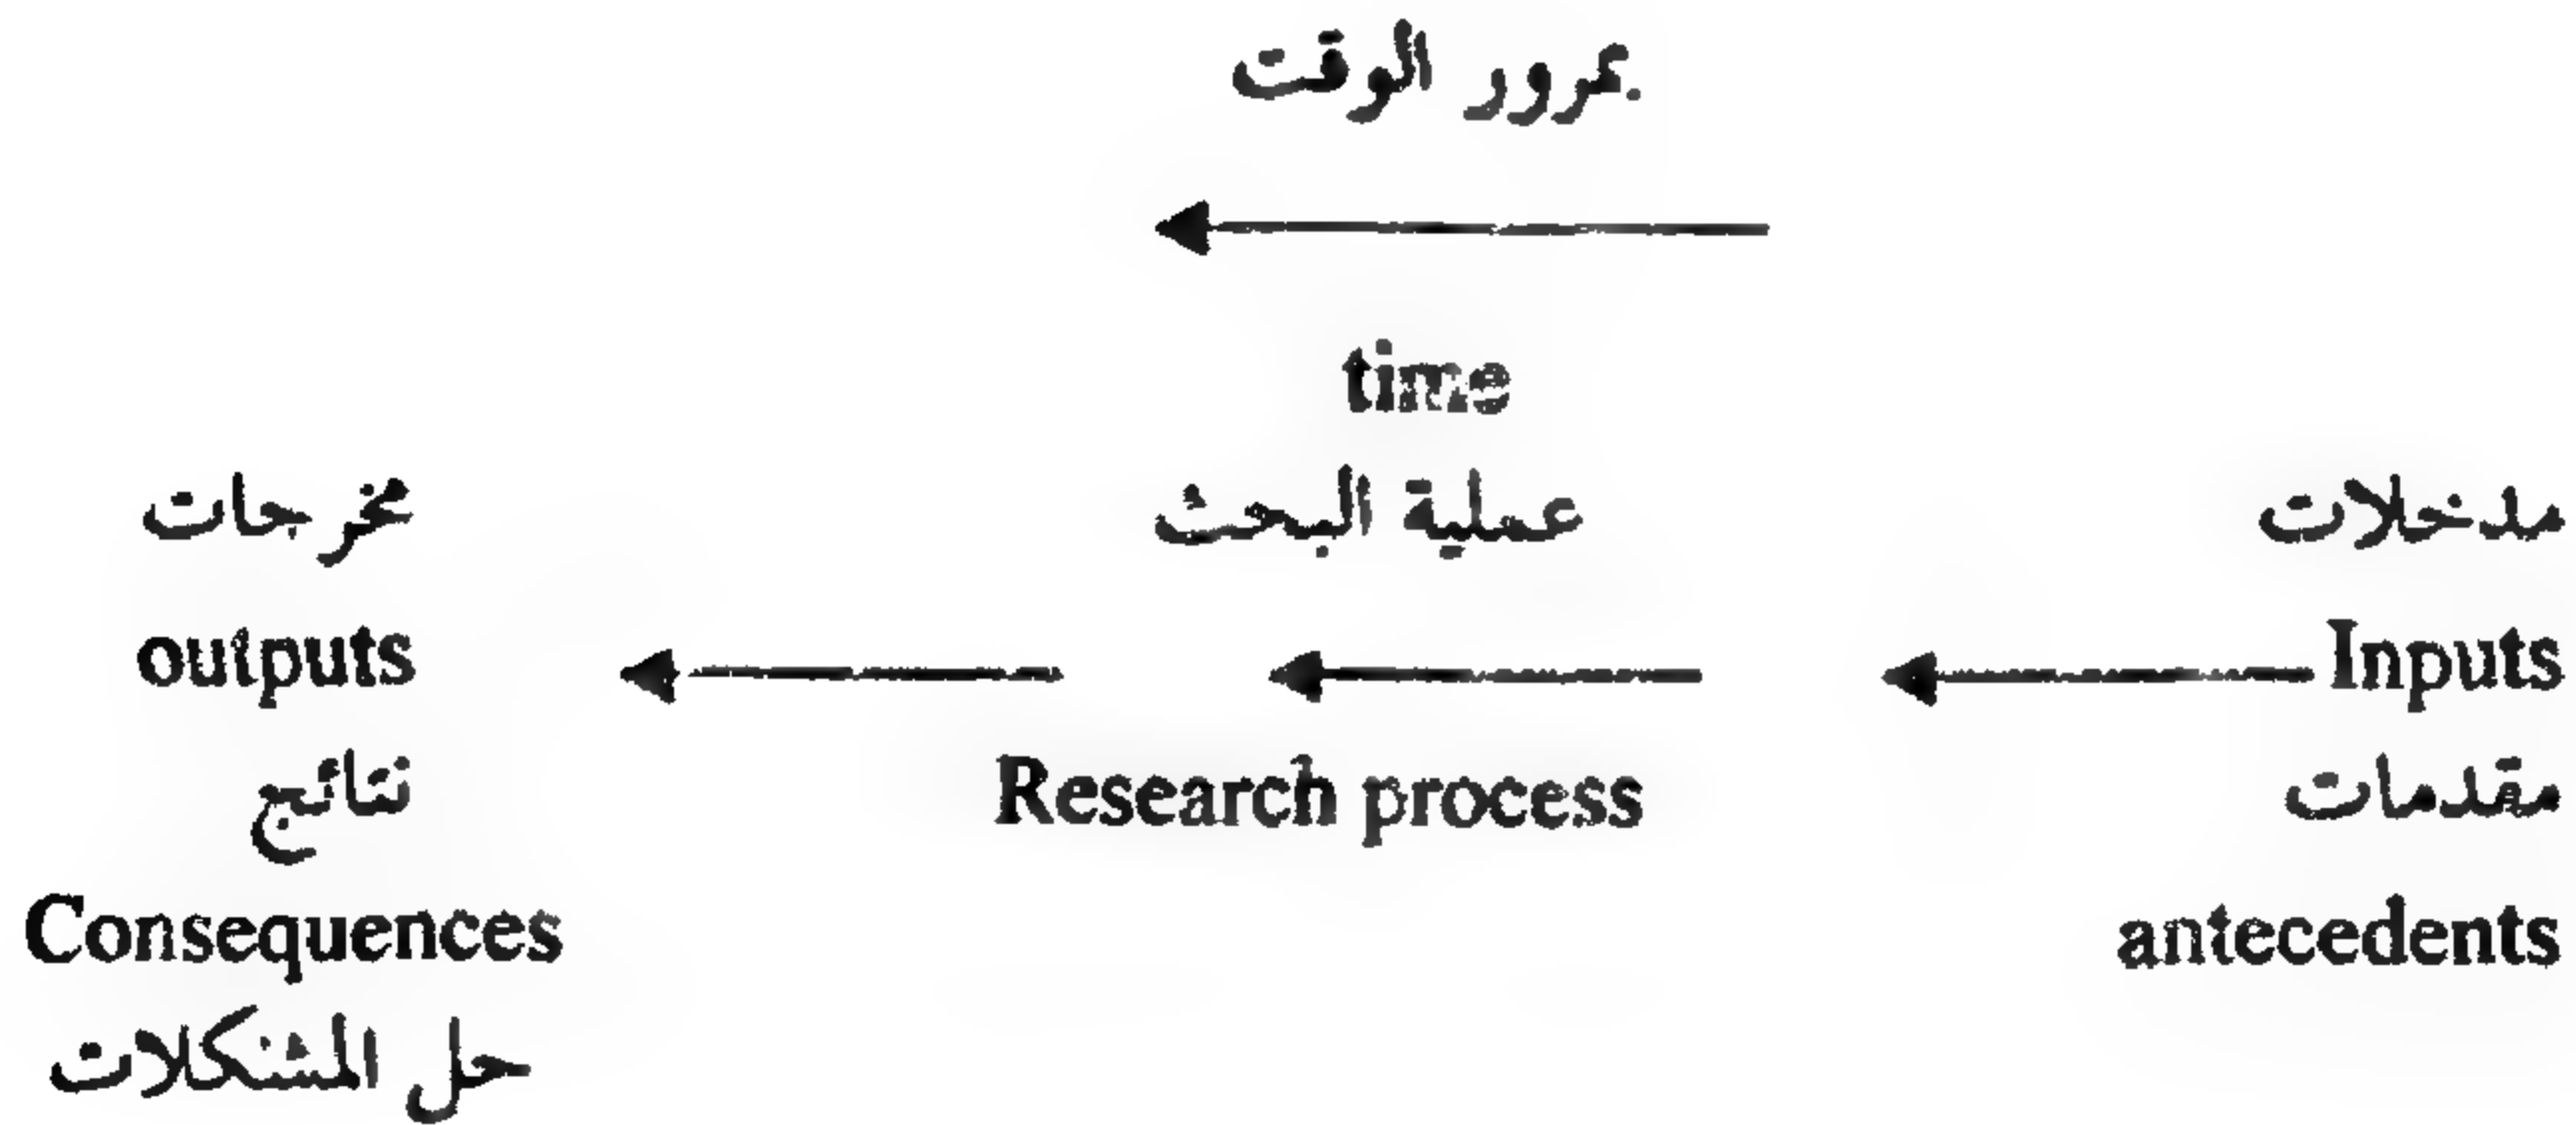 بمرور الوقت
time
مدخلات
Inputs
مقدمات
antecedents
عملية البحث
Research process
مخرجات
outputs
نتائج
Consequences
حل المشكلات